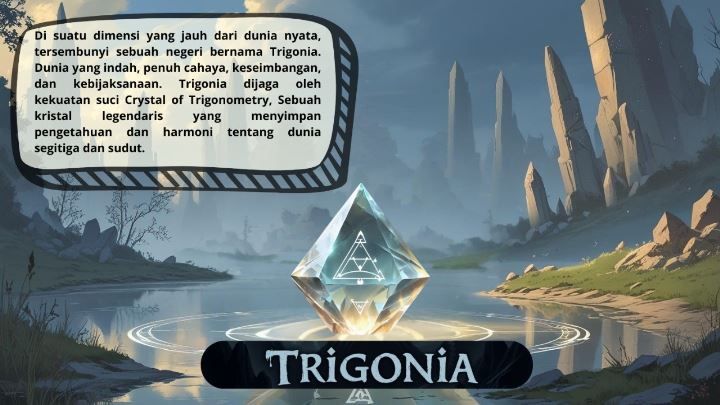 Di suatu dimensi yang jauh dari dunia nyata,
tersembunyi sebuah negeri bernama Trigonia.
Dunia yang indah, penuh cahaya, keseimbangan,
dan kebijaksanaan. Trigonia dijaga oleh
kekuatan suci Crystal of Trigonometry, Sebuah
kristal legendaris yang menyimpan
pengetahuan dan harmoni tentang dunia
segitiga dan sudut.
TRIGONIA